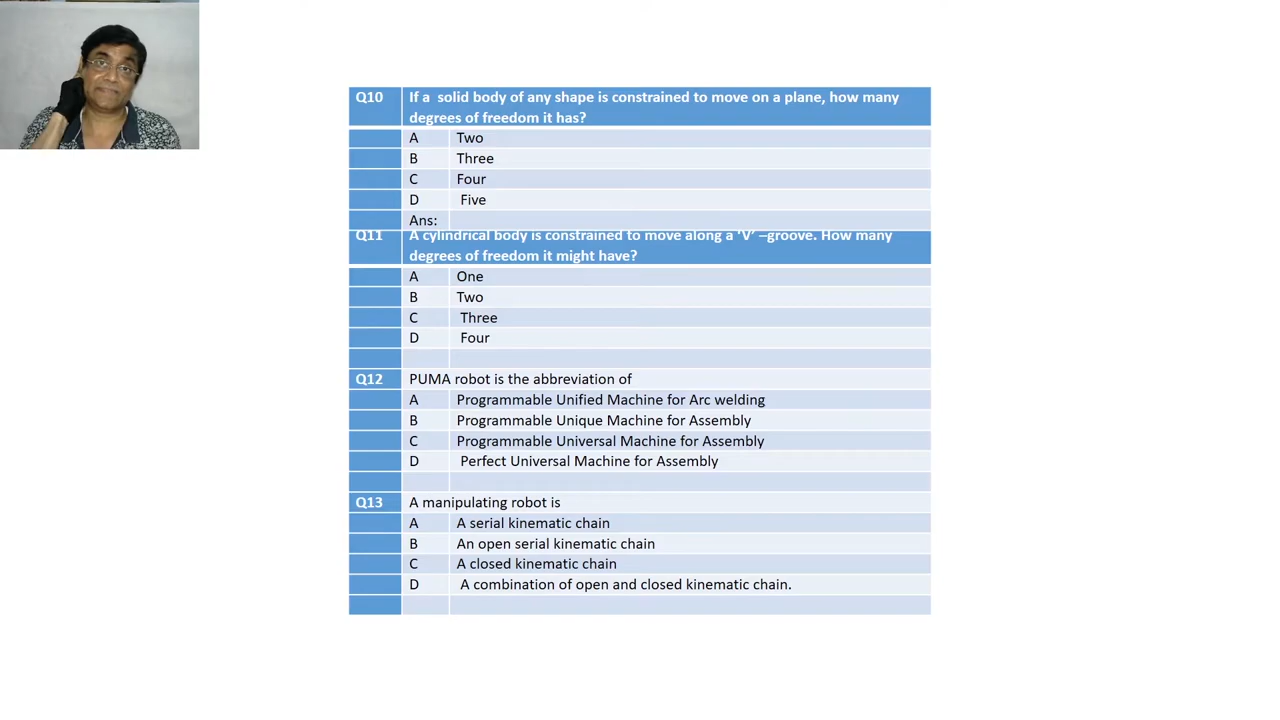 Q10 If a solid body of any shape is constrained to move on a plane, how many
degrees of freedom it has?
A Two
B Three
C Four
D Five
Ans:
Q11 A cylindrical body is constrained to move along a 'V' –groove. How many
degrees of freedom it might have?
A One
B Two
C Three
D Four
Q12 PUMA robot is the abbreviation of
A Programmable Unified Machine for Arc welding
B Programmable Unique Machine for Assembly
C Programmable Universal Machine for Assembly
D Perfect Universal Machine for Assembly
Q13 A manipulating robot is
A A serial kinematic chain
B An open serial kinematic chain
C A closed kinematic chain
D A combination of open and closed kinematic chain.